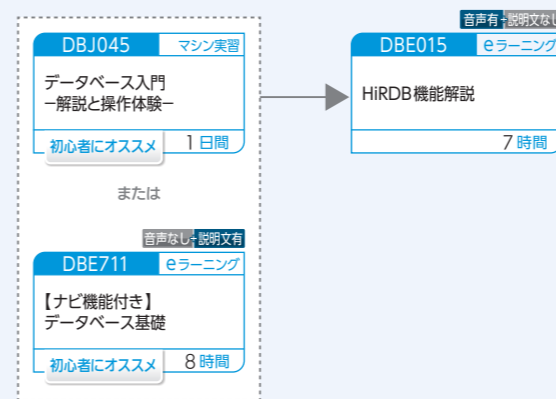 DBJ045 マシン実習
データベース入門
−解説と操作体験−
初心者にオススメ 1日間
または
音声なし+説明文有
DBE711 eラーニング
【ナビ機能付き】
データベース基礎
初心者にオススメ 8時間
音声有+説明文なし
DBE015 eラーニング
HiRDB機能解説
7時間